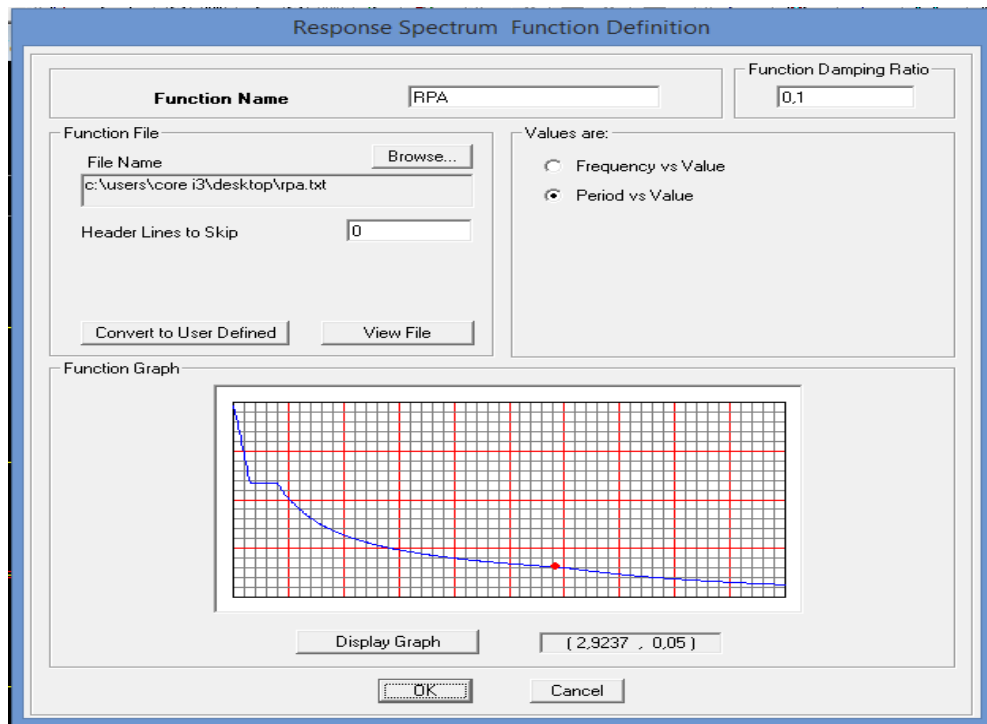 Response Spectrum Function Definition
Function Name
RPA
Function Damping Ratio
0,1
Function File
File Name
Browse...
c:\users\core i3\desktop\rpa.txt
Header Lines to Skip
0
Convert to User Defined
View File
Values are:
Frequency vs Value
Period vs Value
Function Graph
Display Graph
( 2,9237 , 0,05 )
OK
Cancel